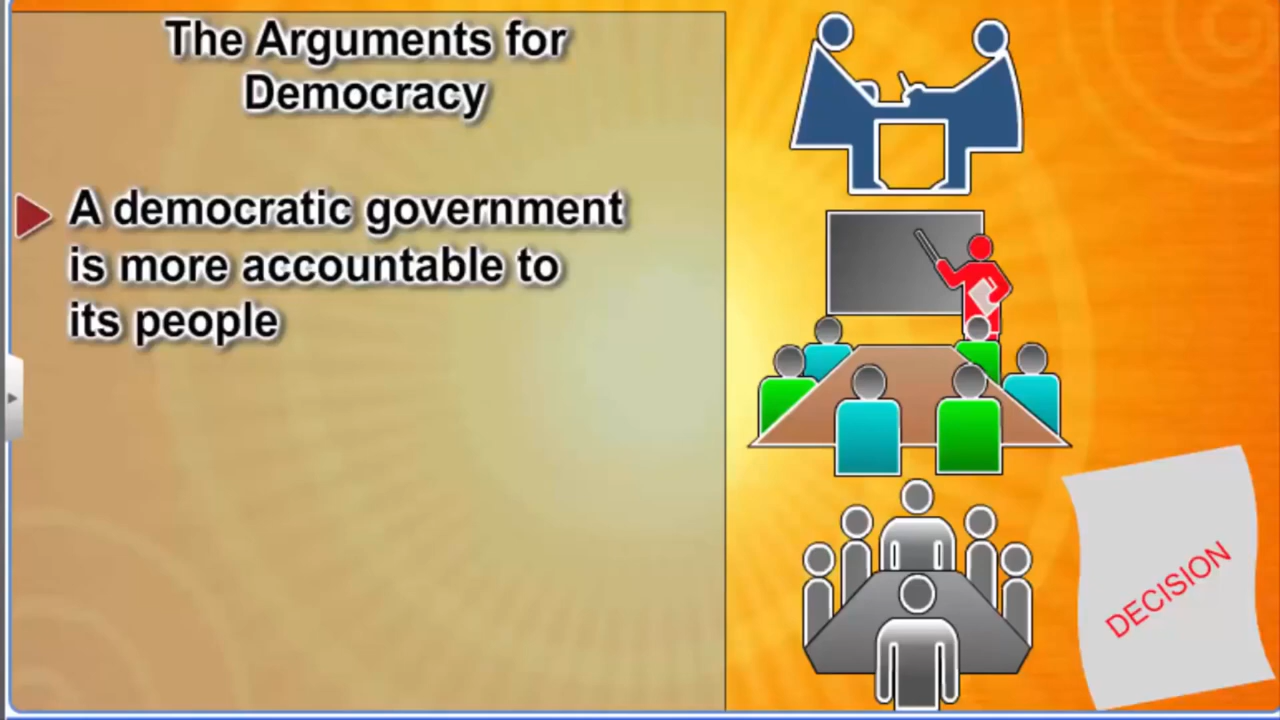 The Arguments for
Democracy
A democratic government
is more accountable to
its people
DECISION